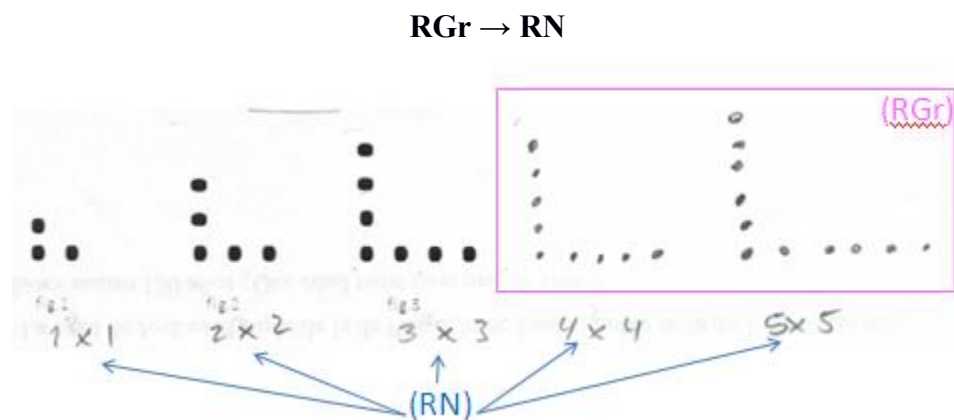 RGr → RN
(RGr)
fig.1 fig.2 fig.3
1 x 1 2 x 2 3 x 3 4 x 4 5 x 5
(RN)